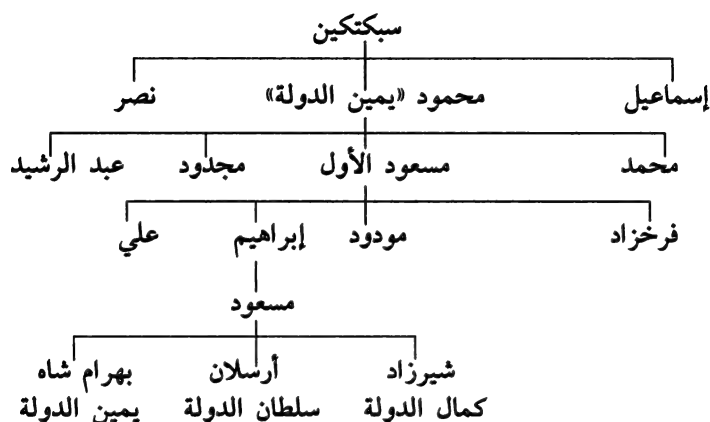 سبكتكين
إسماعيل محمود «يمين الدولة» نصر
محمد مسعود الأول مجدود عبد الرشيد
فرخزاد مودود إبراهيم علي
مسعود
شيرزاد أرسلان بهرام شاه
كمال الدولة سلطان الدولة يمين الدولة